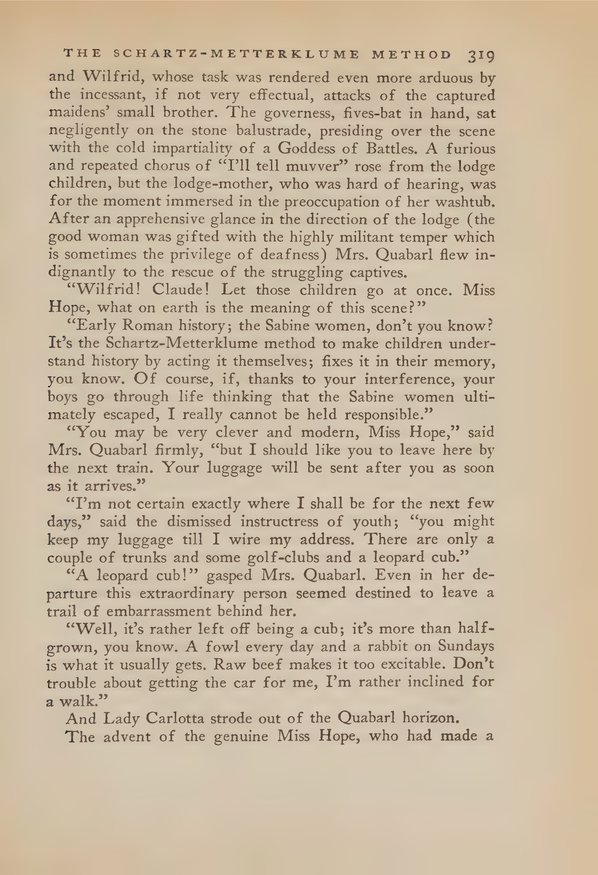 THE SCHARTZ-METTERKLUME METHOD 319
and Wilfrid, whose task was rendered even more arduous by
the incessant, if not very effectual, attacks of the captured
maidens’ small brother. The governess, fives-bat in hand, sat
negligently on the stone balustrade, presiding over the scene
with the cold impartiality of a Goddess of Battles. A furious
and repeated chorus of “I’ll tell muvver” rose from the lodge
children, but the lodge-mother, who was hard of hearing, was
for the moment immersed in the preoccupation of her washtub.
After an apprehensive glance in the direction of the lodge (the
good woman was gifted with the highly militant temper which
is sometimes the privilege of deafness) Mrs. Quabarl flew in-
dignantly to the rescue of the struggling captives.
“Wilfrid! Claude! Let those children go at once. Miss
Hope, what on earth is the meaning of this scene?”
“Early Roman history; the Sabine women, don’t you know?
It’s the Schartz-Metterklume method to make children under-
stand history by acting it themselves; fixes it in their memory,
you know. Of course, if, thanks to your interference, your
boys go through life thinking that the Sabine women ulti-
mately escaped, I really cannot be held responsible.”
“You may be very clever and modern, Miss Hope,” said
Mrs. Quabarl firmly, “but I should like you to leave here by
the next train. Your luggage will be sent after you as soon
as it arrives.”
“I’m not certain exactly where I shall be for the next few
days,” said the dismissed instructress of youth; “you might
keep my luggage till I wire my address. There are only a
couple of trunks and some golf-clubs and a leopard cub.”
“A leopard cub!” gasped Mrs. Quabarl. Even in her de-
parture this extraordinary person seemed destined to leave a
trail of embarrassment behind her.
“Well, it’s rather left off being a cub; it’s more than half-
grown, you know. A fowl every day and a rabbit on Sundays
is what it usually gets. Raw beef makes it too excitable. Don’t
trouble about getting the car for me, I’m rather inclined for
a walk.”
And Lady Carlotta strode out of the Quabarl horizon.
The advent of the genuine Miss Hope, who had made a